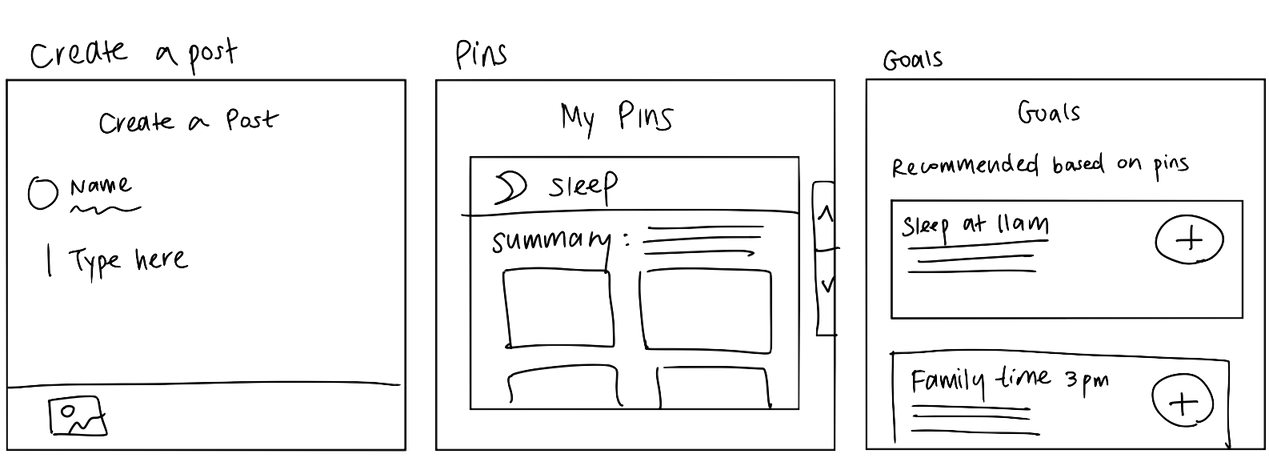 Create a post
Create a Post
Name
Type here
Pins
My Pins
sleep
summary:
Goals
Goals
Recommended based on pins
Sleep at 11am
Family time 3pm